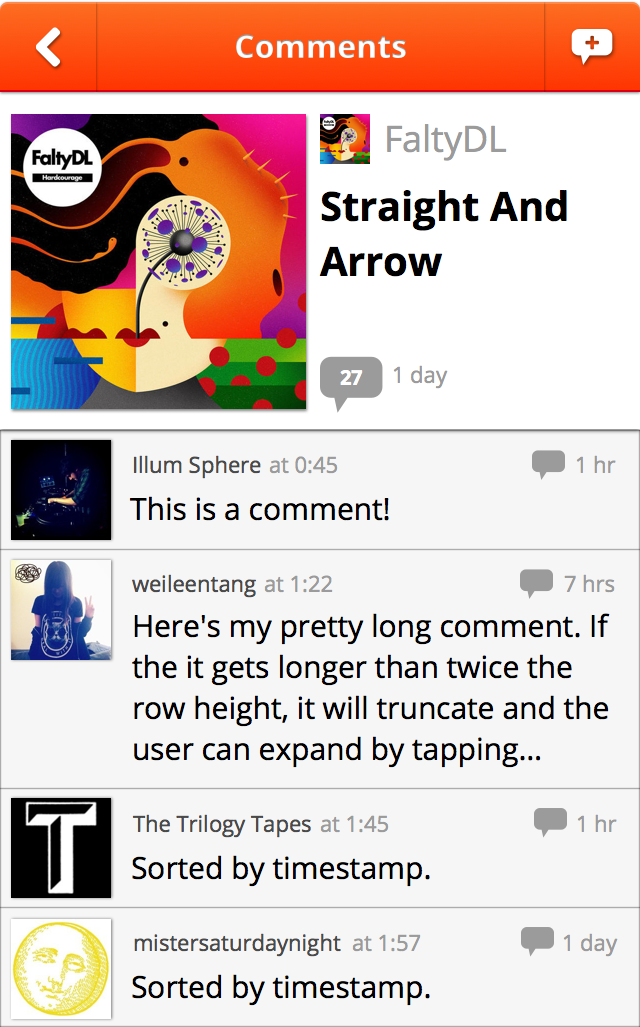 Comments
FaltyDL
Hardcourage
FaltyDL
Straight And
Arrow
27 1 day
Illum Sphere at 0:45 1 hr
This is a comment!
weileentang at 1:22 7 hrs
Here's my pretty long comment. If
the it gets longer than twice the
row height, it will truncate and the
user can expand by tapping...
T
The Trilogy Tapes at 1:45 1 hr
Sorted by timestamp.
mistersaturdaynight at 1:57 1 day
Sorted by timestamp.